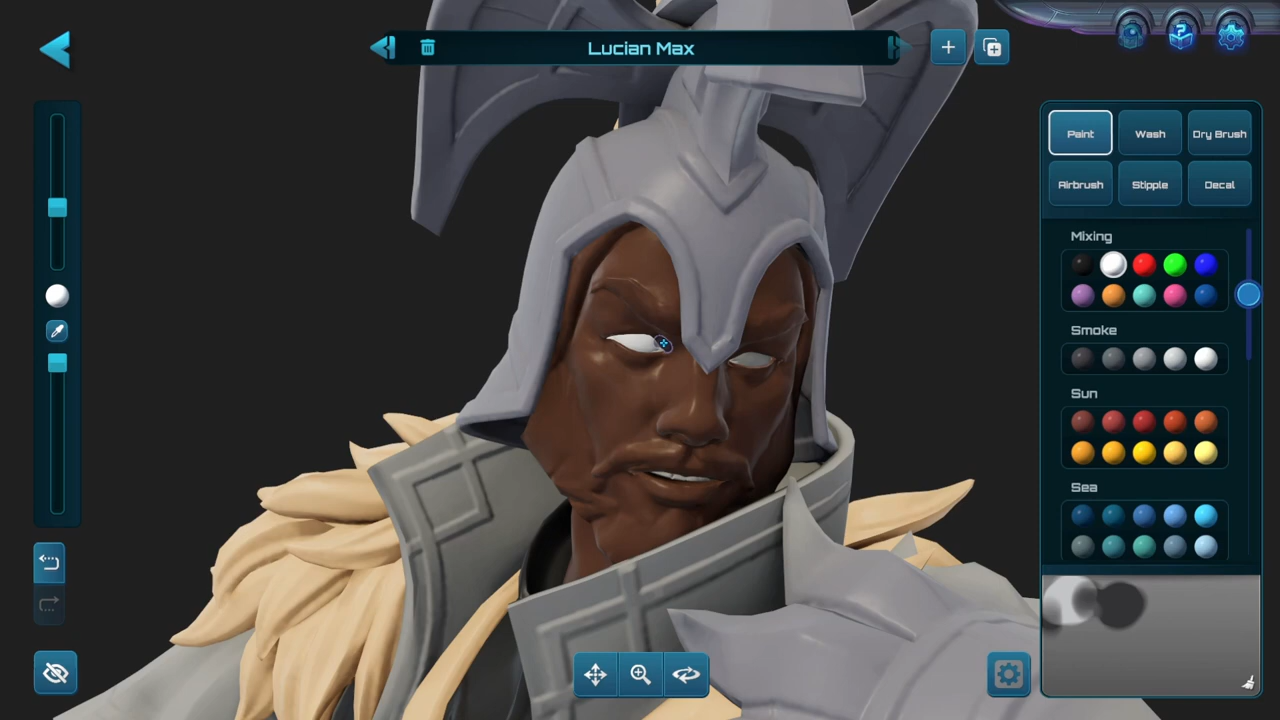 Lucian Max
Paint
Wash
Dry Brush
Airbrush
Stipple
Decal
Mixing
Smoke
Sun
Sea